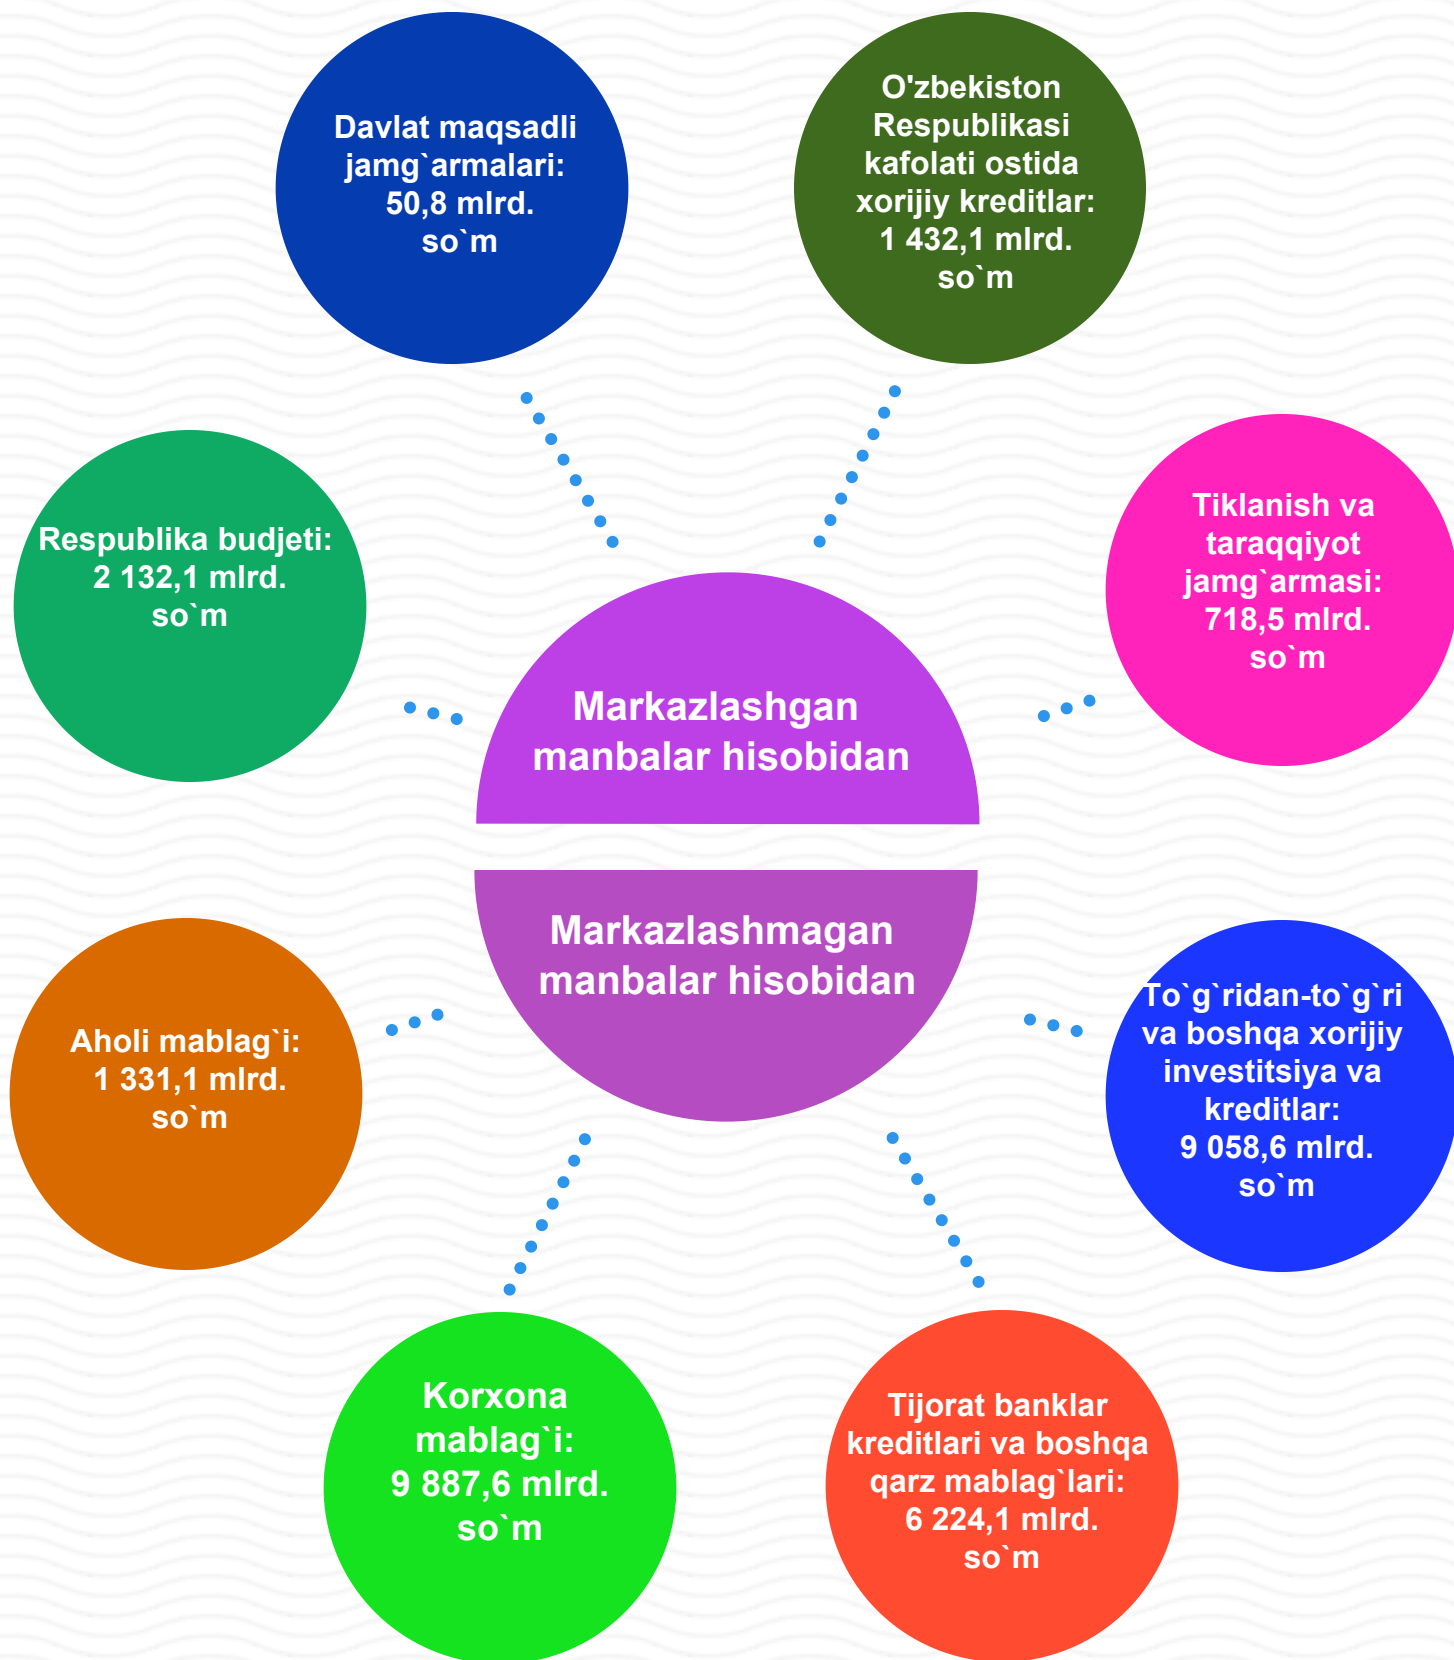 Davlat maqsadli
jamg`armalari:
50,8 mlrd.
so`m
O'zbekiston
Respublikasi
kafolati ostida
xorijiy kreditlar:
1 432,1 mlrd.
so`m
Respublika budjeti:
2 132,1 mlrd.
so`m
Tiklanish va
taraqqiyot
jamg`armasi:
718,5 mlrd.
so`m
Markazlashgan
manbalar hisobidan
Markazlashmagan
manbalar hisobidan
Aholi mablag`i:
1 331,1 mlrd.
so`m
To`g`ridan-to`g`ri
va boshqa xorijiy
investitsiya va
kreditlar:
9 058,6 mlrd.
so`m
Korxona
mablag`i:
9 887,6 mlrd.
so`m
Tijorat banklar
kreditlari va boshqa
qarz mablag`lari:
6 224,1 mlrd.
so`m